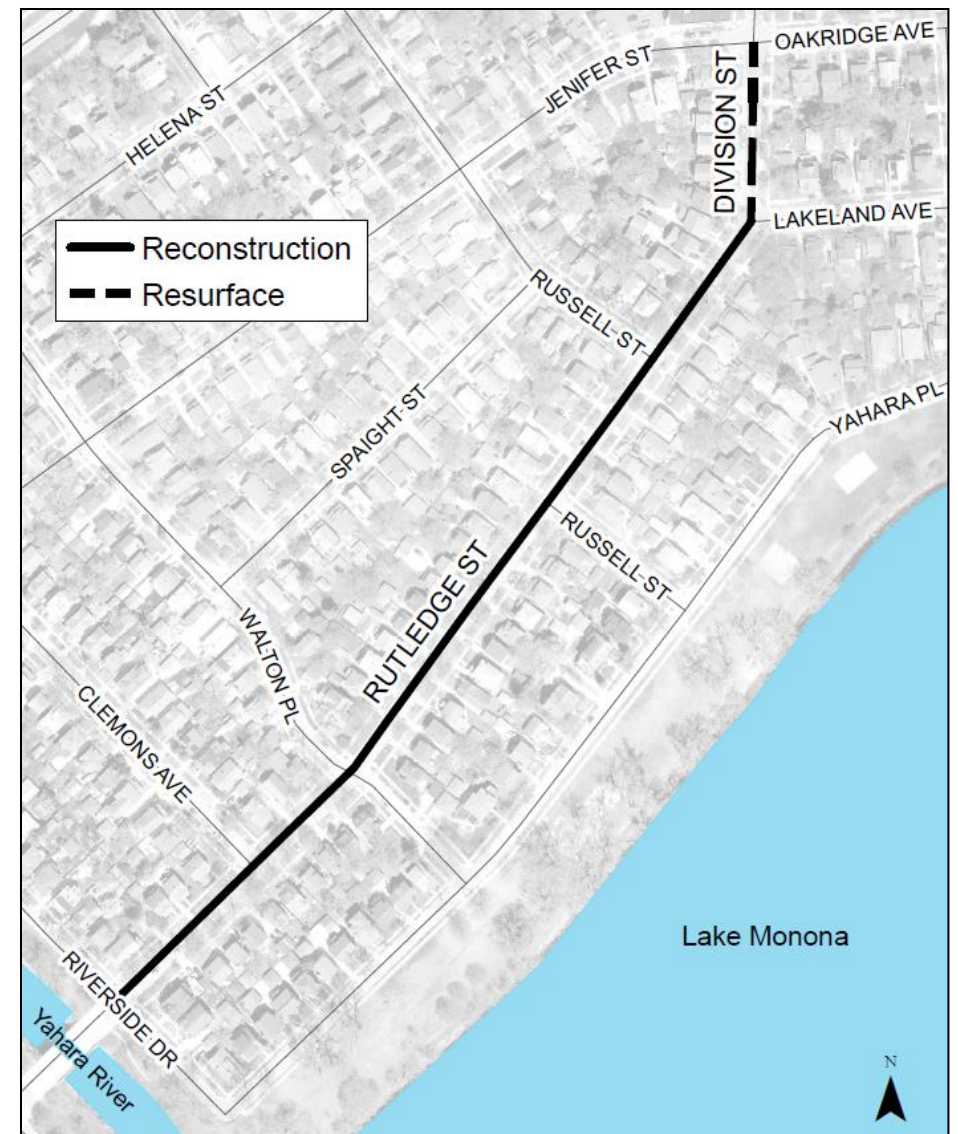 OAKRIDGE AVE
JENIFER ST
HELENA ST
DIVISION ST
LAKELAND AVE
Reconstruction
Resurface
RUSSELL ST
YAHARA PL
SPAIGHT ST
RUSSELL ST
RUTLEDGE ST
WALTON PL
CLEMONS AVE
Lake Monona
RIVERSIDE DR
Yahara River
N